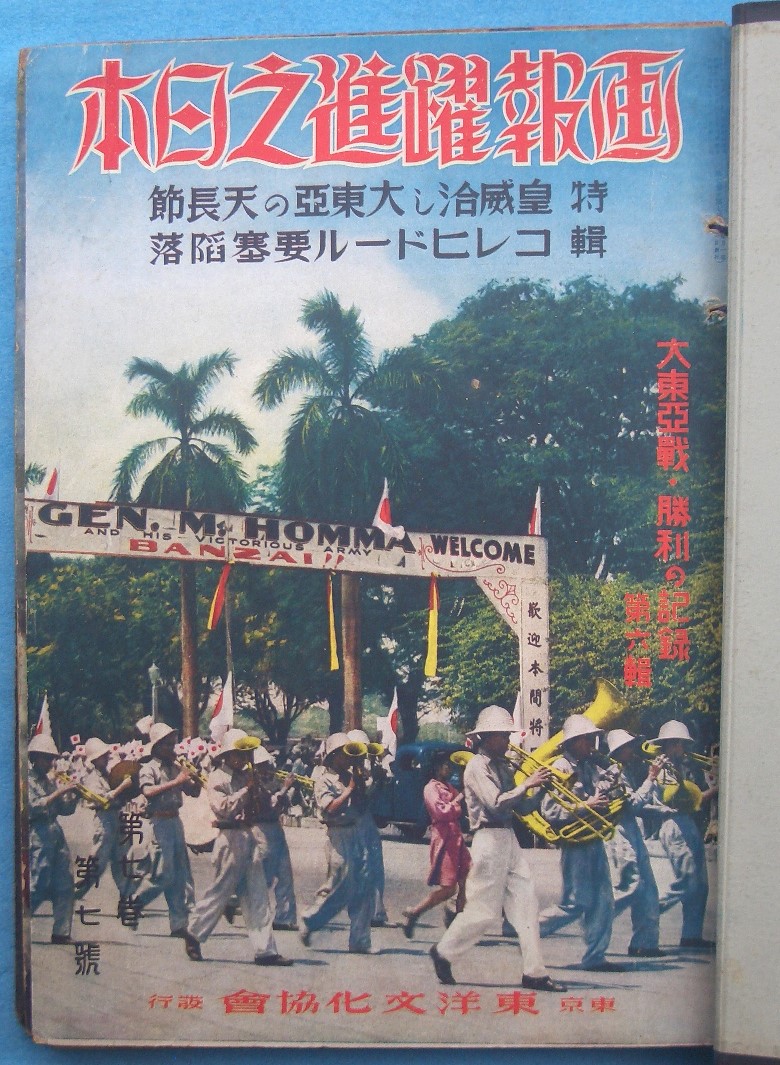 画報躍進之日本
特輯
皇威洽し大東亞の天長節
コレヒドール要塞陷落
大東亞戰・勝利の記録
第六輯
GEN. M. HOMMA
AND HIS VICTORIOUS ARMY
BANZAI!!
WELCOME
歡迎本間將
第七巻
第七號
東京 東洋文化協會 發行